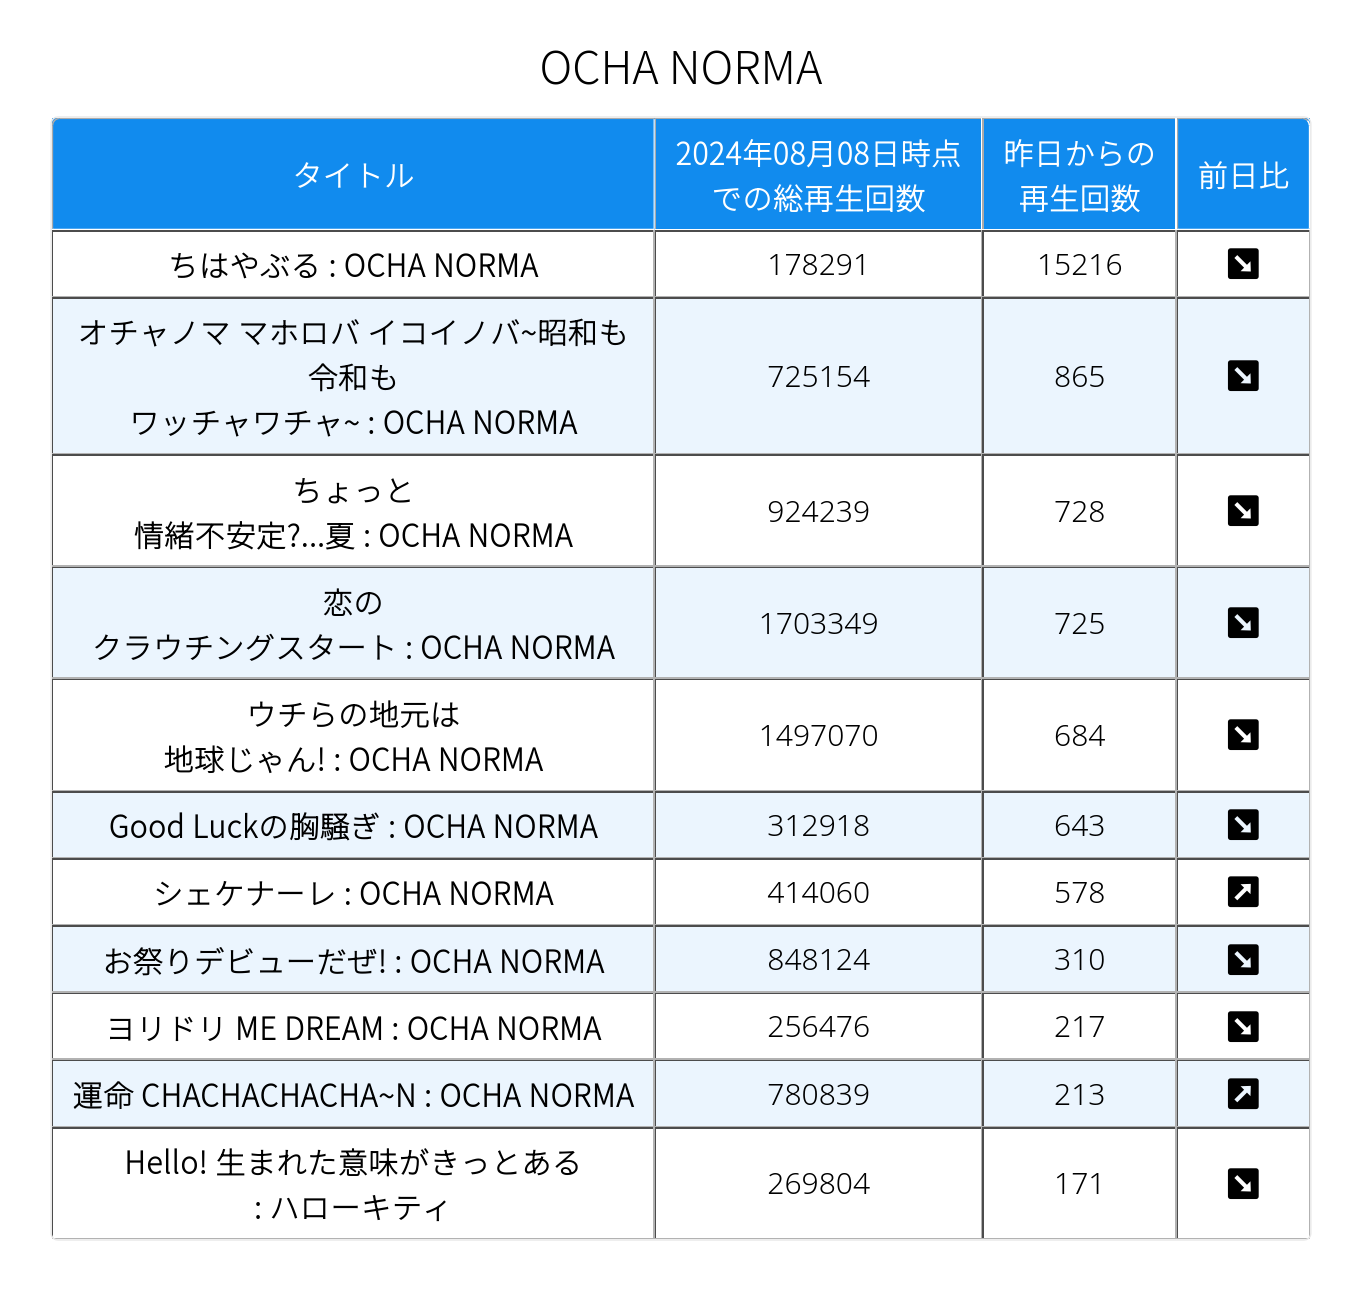 OCHA NORMA
タイトル
2024年08月08日時点
での総再生回数
昨日からの
再生回数
前日比
ちはやぶる : OCHA NORMA
178291
15216
オチャノマ マホロバ イコイノバ~昭和も
令和も
ワッチャワチャ~ : OCHA NORMA
725154
865
ちょっと
情緒不安定?...夏 : OCHA NORMA
924239
728
恋の
クラウチングスタート : OCHA NORMA
1703349
725
ウチらの地元は
地球じゃん! : OCHA NORMA
1497070
684
Good Luckの胸騒ぎ : OCHA NORMA
312918
643
シェケナーレ : OCHA NORMA
414060
578
お祭りデビューだぜ! : OCHA NORMA
848124
310
ヨリドリ ME DREAM : OCHA NORMA
256476
217
運命 CHACHACHACHA~N : OCHA NORMA
780839
213
Hello! 生まれた意味がきっとある
: ハローキティ
269804
171